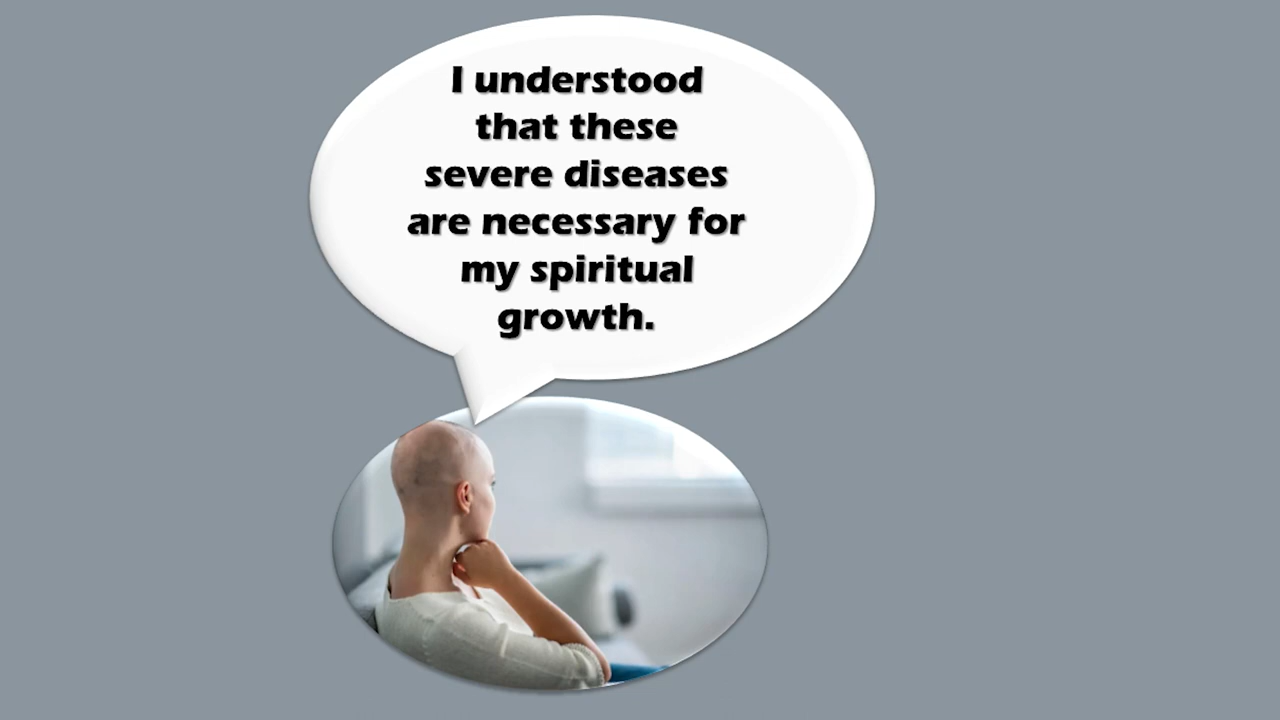 I understood
that these
severe diseases
are necessary for
my spiritual
growth.